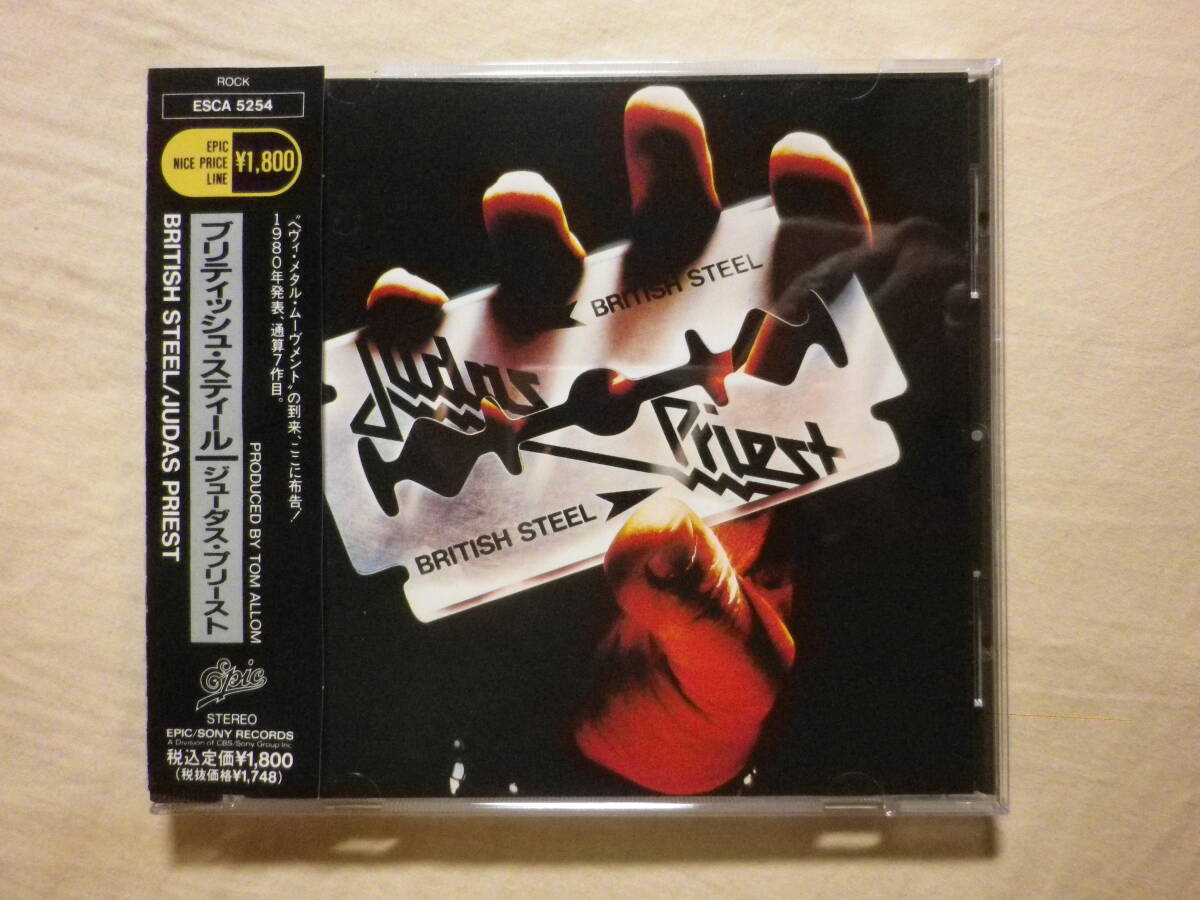 ROCK
ESCA 5254
EPIC
NICE PRICE
LINE
¥1,800
"ヘヴィ・メタル・ムーヴメント"の到来、ここに布告!
1980年発表、通算7作目。
ブリティッシュ・スティール/ジューダス・プリースト
PRODUCED BY TOM ALLOM
BRITISH STEEL/JUDAS PRIEST
Epic
STEREO
EPIC/SONY RECORDS
A Division of CBS/Sony Group Inc.
税込定価¥1,800
(税抜価格¥1,748)
BRITISH STEEL
Judas
Priest
BRITISH STEEL